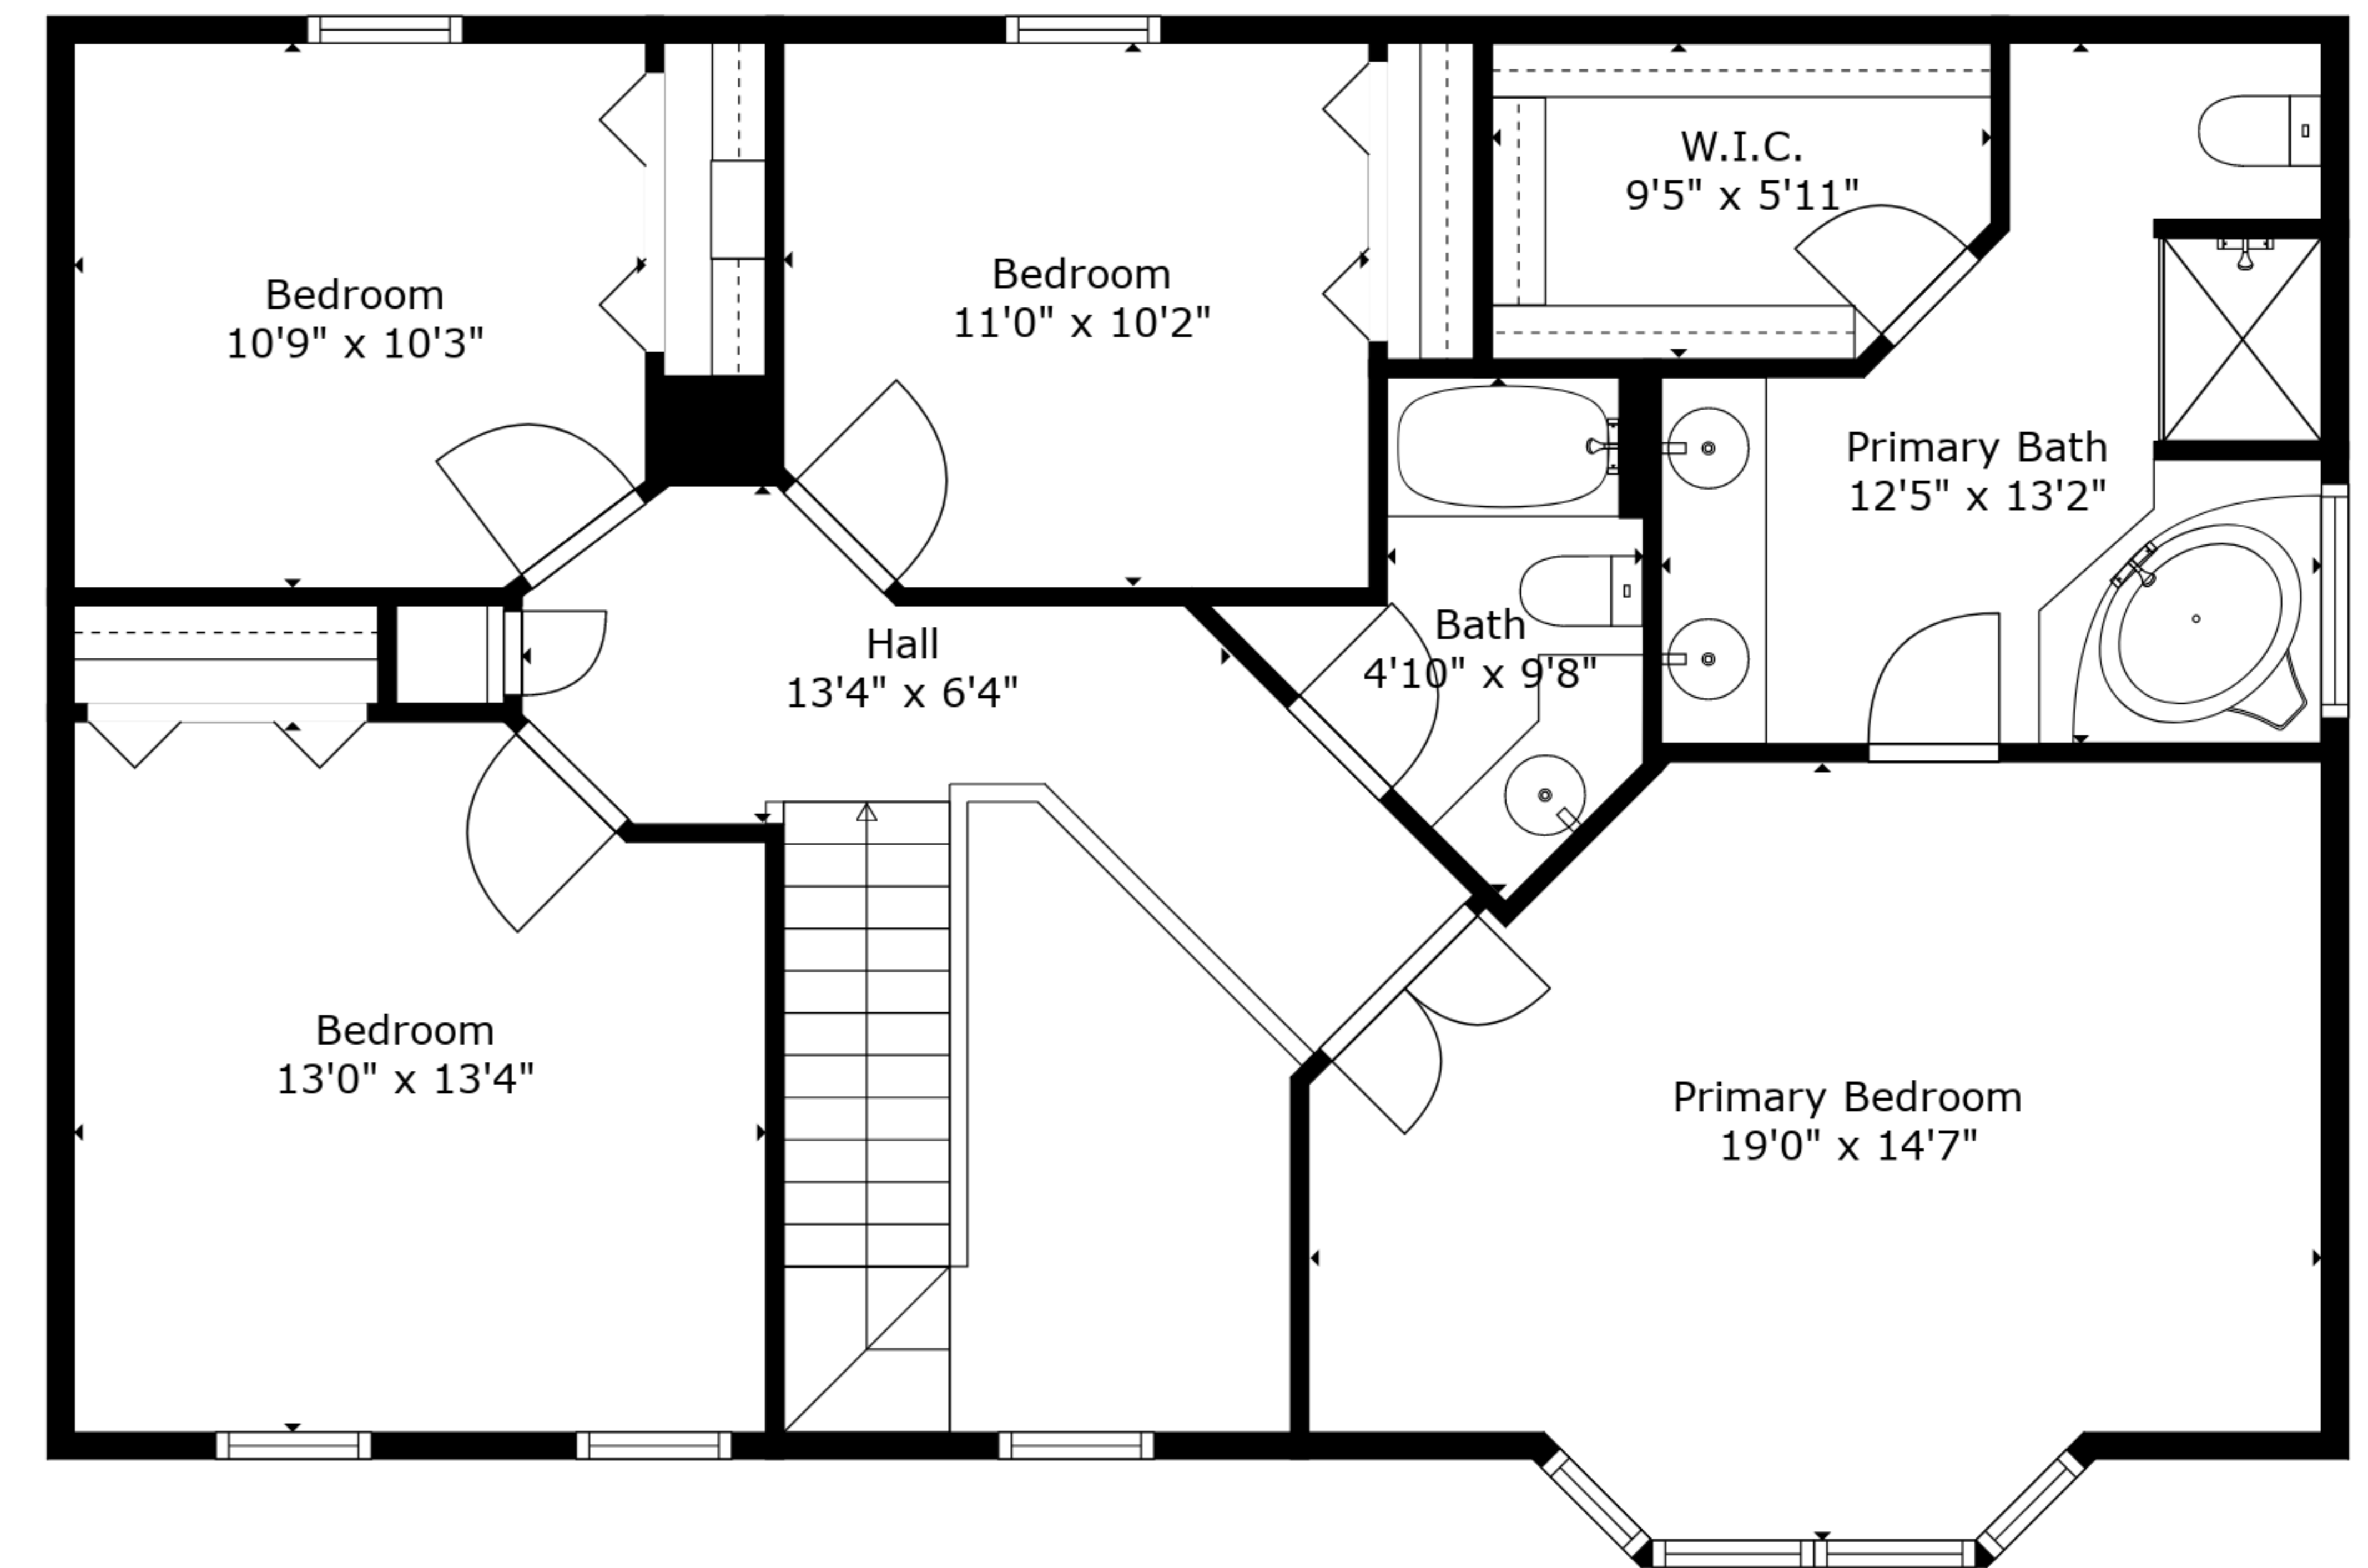 W.I.C.
9'5" x 5'11"
Bedroom
10'9" x 10'3"
Bedroom
11'0" x 10'2"
Primary Bath
12'5" x 13'2"
Hall
13'4" x 6'4"
Bath
4'10" x 9'8"
Bedroom
13'0" x 13'4"
Primary Bedroom
19'0" x 14'7"